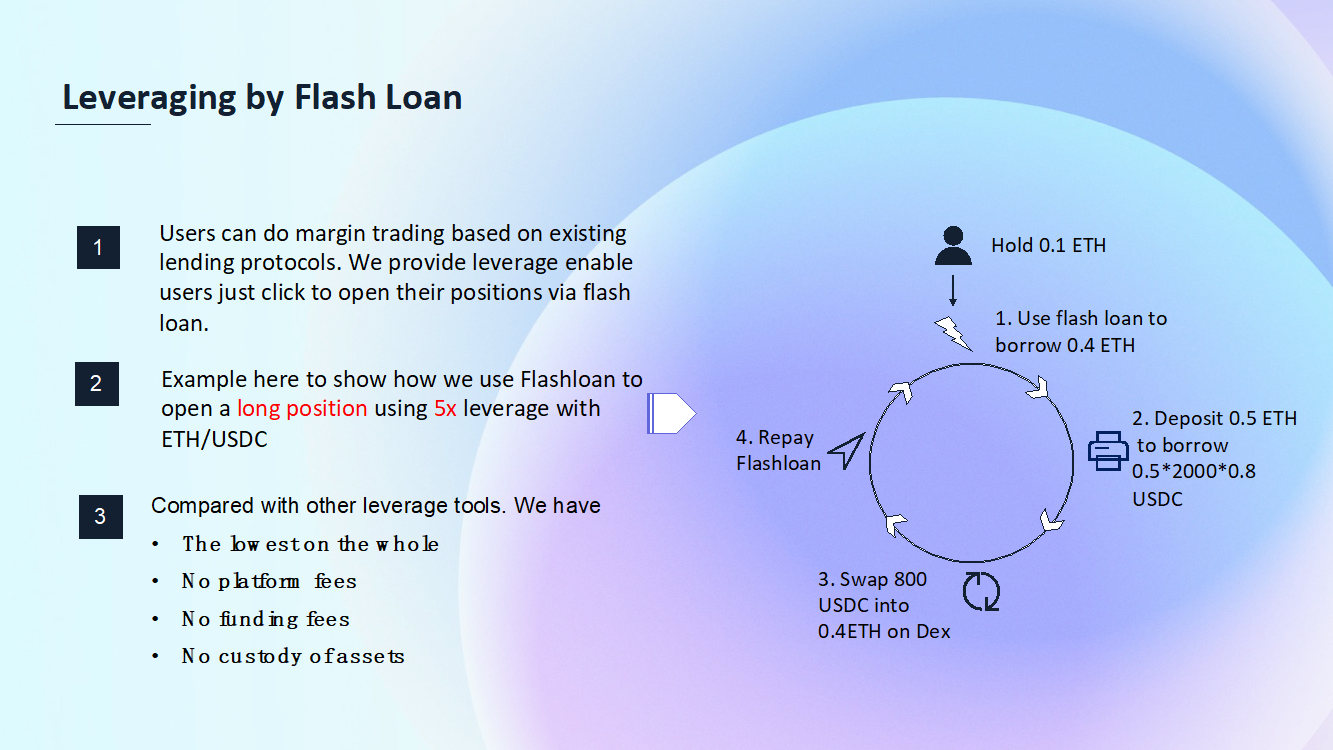 Leveraging by Flash Loan
1
Users can do margin trading based on existing
lending protocols. We provide leverage enable
users just click to open their positions via flash
loan.
2
Example here to show how we use Flashloan to
open a long position using 5x leverage with
ETH/USDC
3
Compared with other leverage tools. We have
• The lowest on the whole
• No platform fees
• No funding fees
• No custody of assets
Hold 0.1 ETH
1. Use flash loan to
borrow 0.4 ETH
2. Deposit 0.5 ETH
to borrow
0.5*2000*0.8
USDC
3. Swap 800
USDC into
0.4ETH on Dex
4. Repay
Flashloan